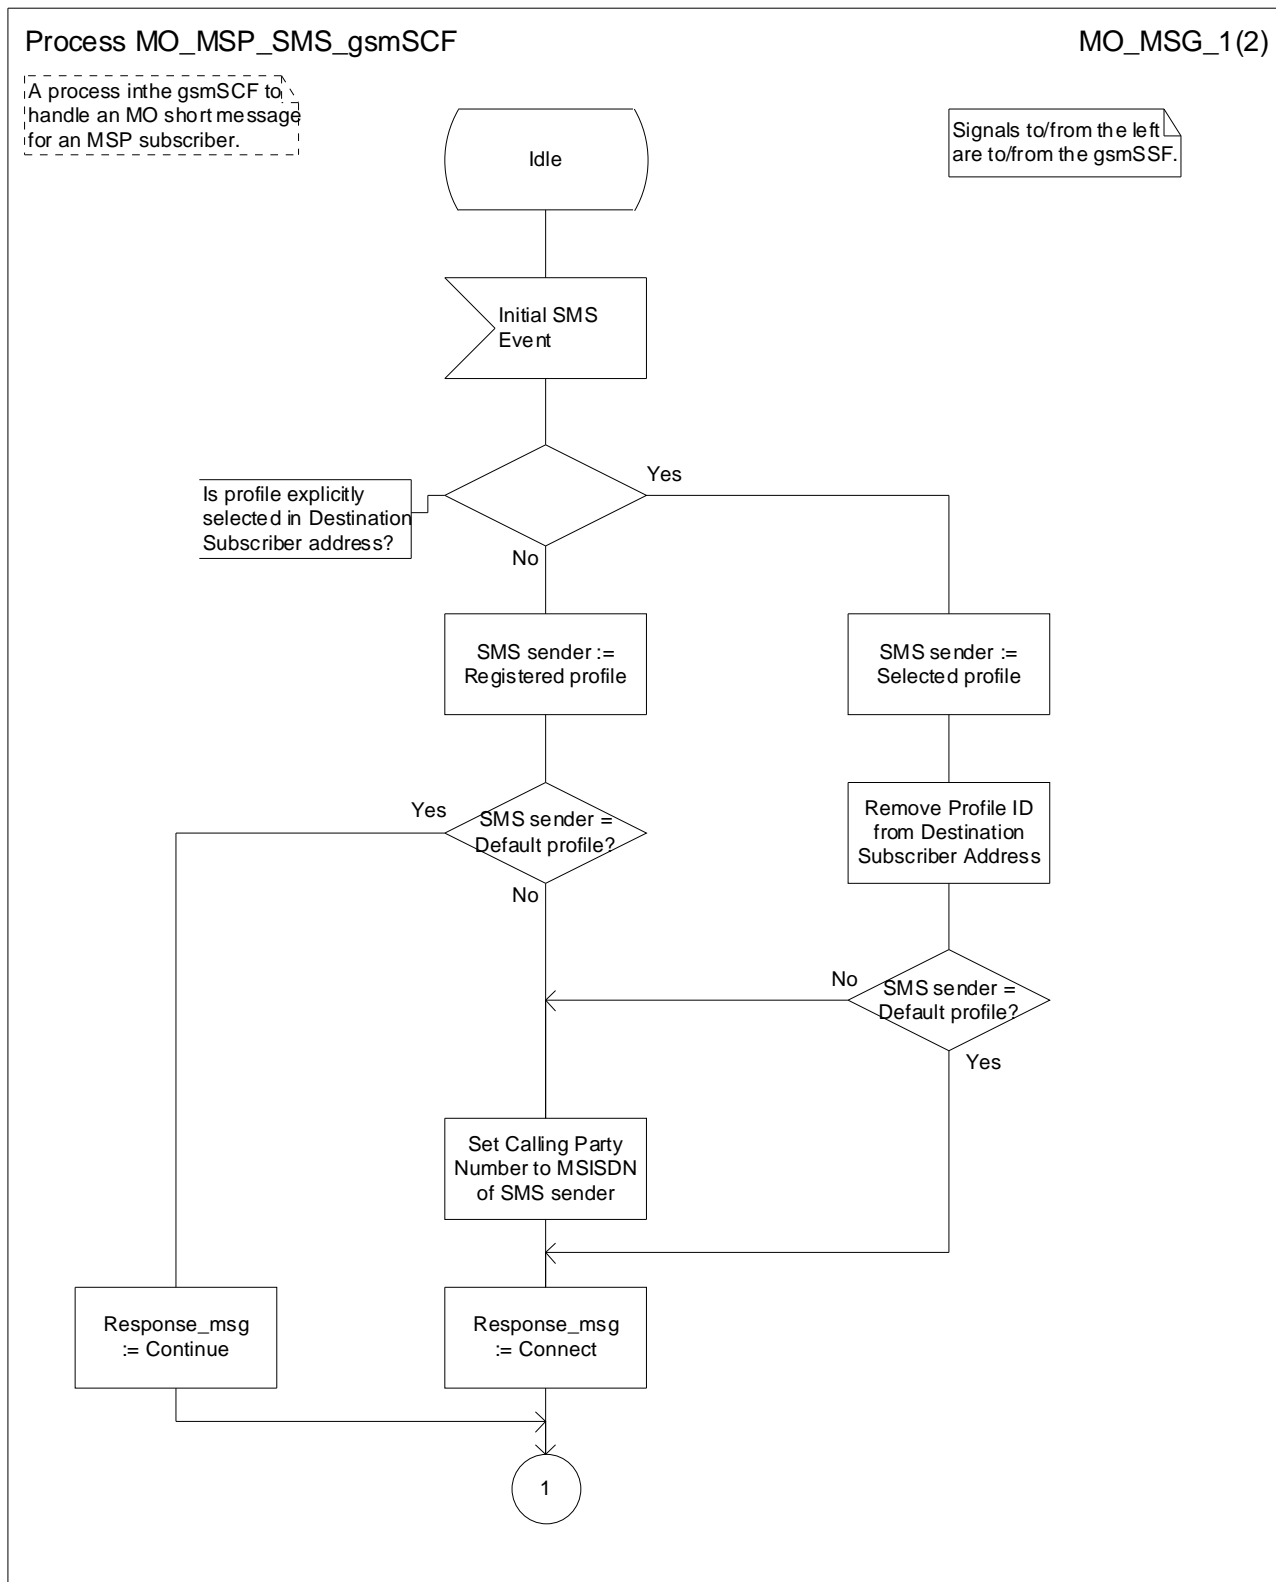 Process MO_MSP_SMS_gsmSCF
MO_MSG_1(2)
A process inthe gsmSCF to
handle an MO short message
for an MSP subscriber.
Signals to/from the left
are to/from the gsmSSF.
Idle
Initial SMS
Event
Is profile explicitly
selected in Destination
Subscriber address?
Yes
No
SMS sender :=
Registered profile
SMS sender :=
Selected profile
Yes
SMS sender =
Default profile?
No
Remove Profile ID
from Destination
Subscriber Address
No
SMS sender =
Default profile?
Yes
Set Calling Party
Number to MSISDN
of SMS sender
Response_msg
:= Continue
Response_msg
:= Connect
1